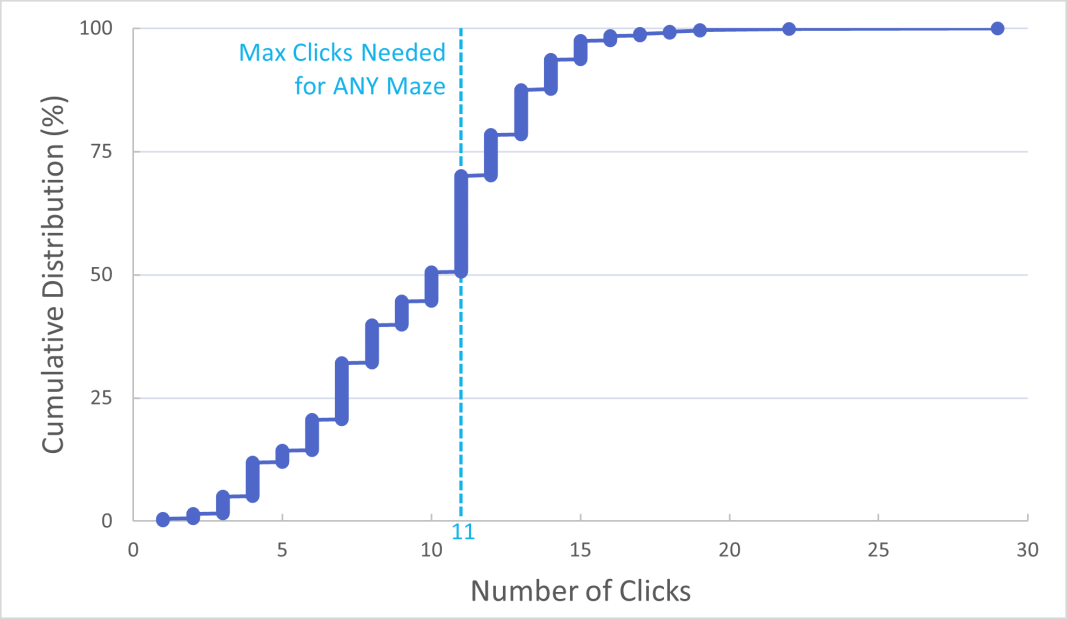 100
75
50
25
0
Cumulative Distribution (%)
Max Clicks Needed
for ANY Maze
11
0 5 10 15 20 25 30
Number of Clicks